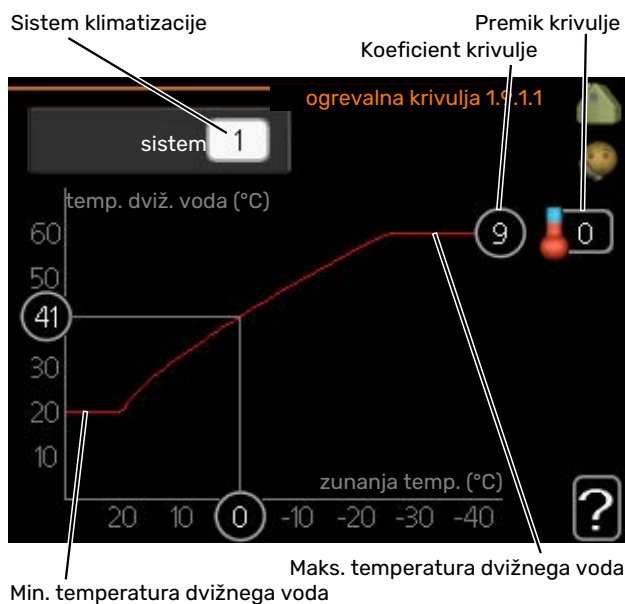 Sistem klimatizacije
Premik krivulje
Koeficient krivulje
ogrevalna krivulja 1.9.1.1
sistem 1
temp. dviž. voda (°C)
60
9
0
50
41
30
20
10
zunanja temp. (°C)
20 10 0 -10 -20 -30 -40
?
Maks. temperatura dvižnega voda
Min. temperatura dvižnega voda